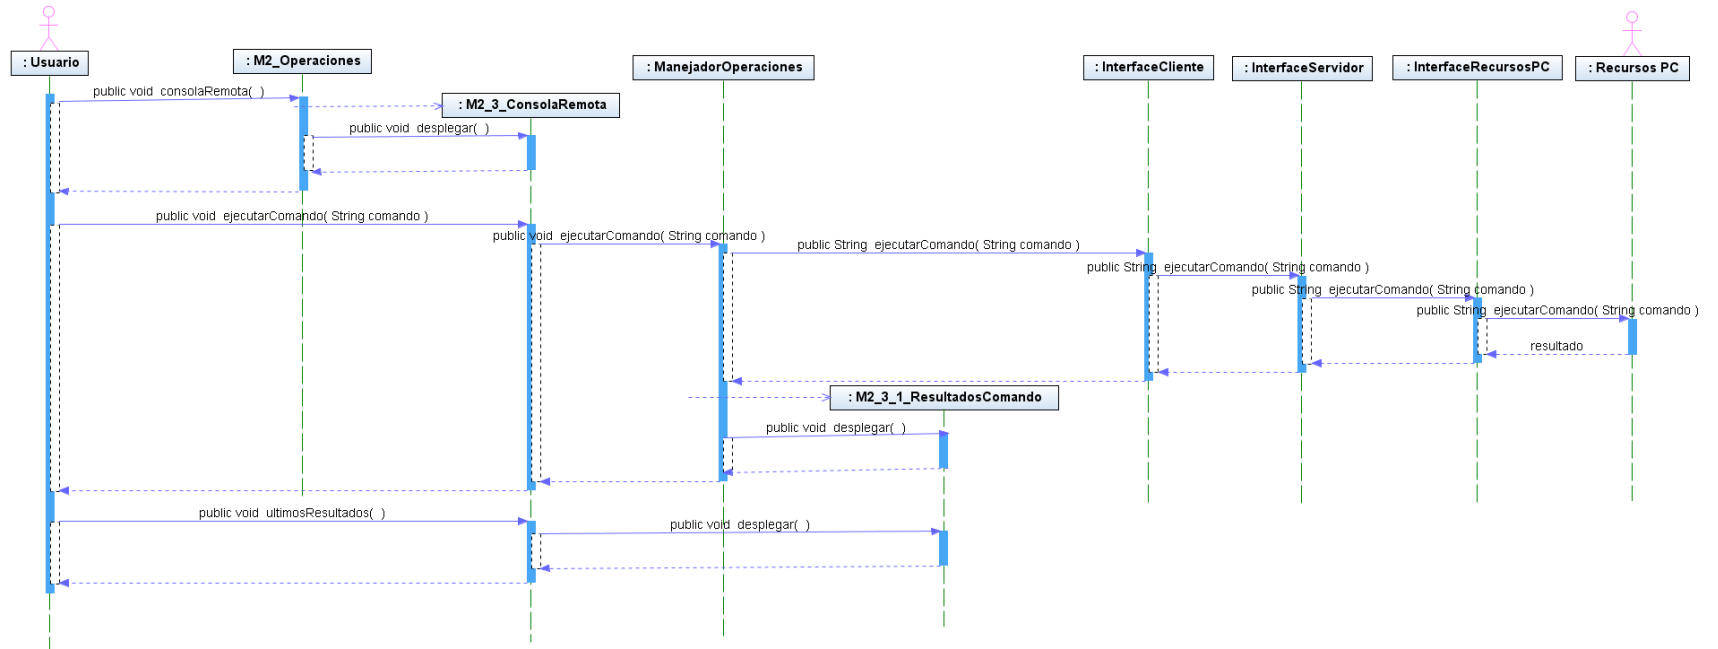 : Usuario
: M2_Operaciones
: ManejadorOperaciones
: InterfaceCliente
: InterfaceServidor
: InterfaceRecursosPC
: Recursos PC
public void consolaRemota( )
: M2_3_ConsolaRemota
public void desplegar( )
public void ejecutarComando( String comando )
public void ejecutarComando( String comando )
public String ejecutarComando( String comando )
public String ejecutarComando( String comando )
public String ejecutarComando( String comando )
public String ejecutarComando( String comando )
resultado
: M2_3_1_ResultadosComando
public void desplegar( )
public void ultimosResultados( )
public void desplegar( )